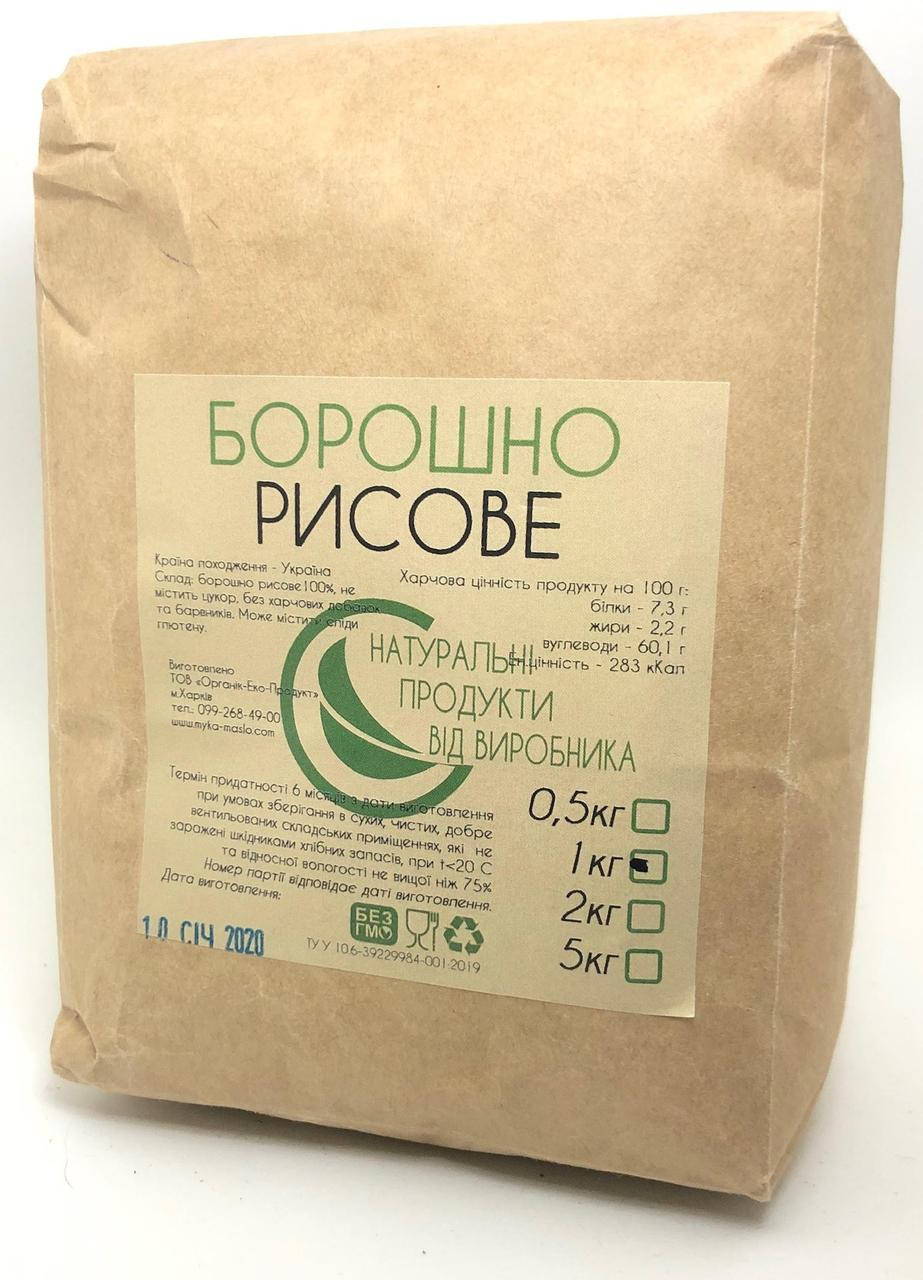 БОРОШНО
РИСОВЕ
Країна походження - Україна
Склад: борошно рисове100%, не
містить цукор, без харчових добавок
та барвників. Може містити сліди
глютену.
Харчова цінність продукту на 100 г:
білки - 7,3 г
жири - 2,2 г
вуглеводи - 60,1 г
Ен.цінність - 283 кКал
НАТУРАЛЬНІ
ПРОДУКТИ
ВІД ВИРОБНИКА
Виготовлено
ТОВ «Органік-Еко-Продукт»
м.Харків
тел.: 099-268-49-00
www.myka-maslo.com
Термін придатності 6 місяців з дати виготовлення
при умовах зберігання в сухих, чистих, добре
вентильованих складських приміщеннях, які не
заражені шкідниками хлібних запасів, при t<20 С
та відносної вологості не вищої ніж 75%
Номер партії відповідає даті виготовлення.
Дата виготовлення:
10 СІЧ 2020
БЕЗ
ГМО
ТУ У 10.6-39229984-001:2019
0,5кг
1кг
2кг
5кг